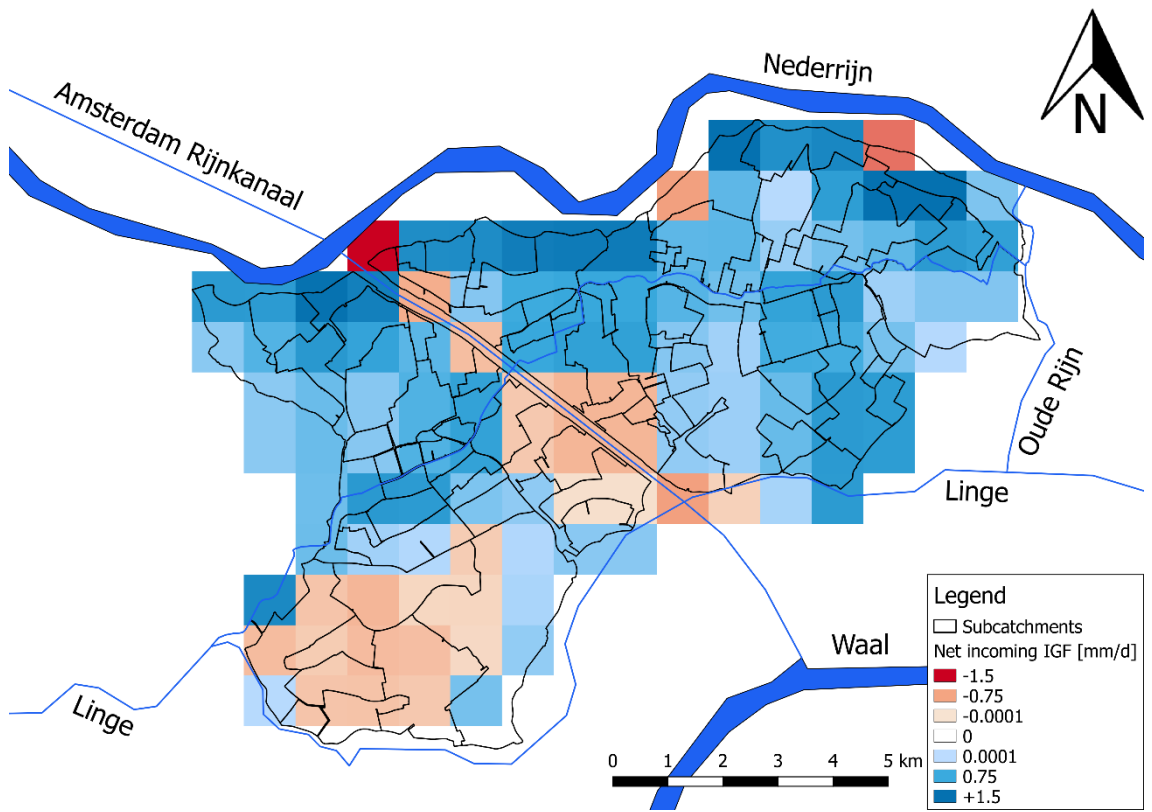 Nederrijn
N
Amsterdam Rijnkanaal
Oude Rijn
Linge
Waal
Linge
0 1 2 3 4 5 km
Legend
Subcatchments
Net incoming IGF [mm/d]
-1.5
-0.75
-0.0001
0
0.0001
0.75
+1.5